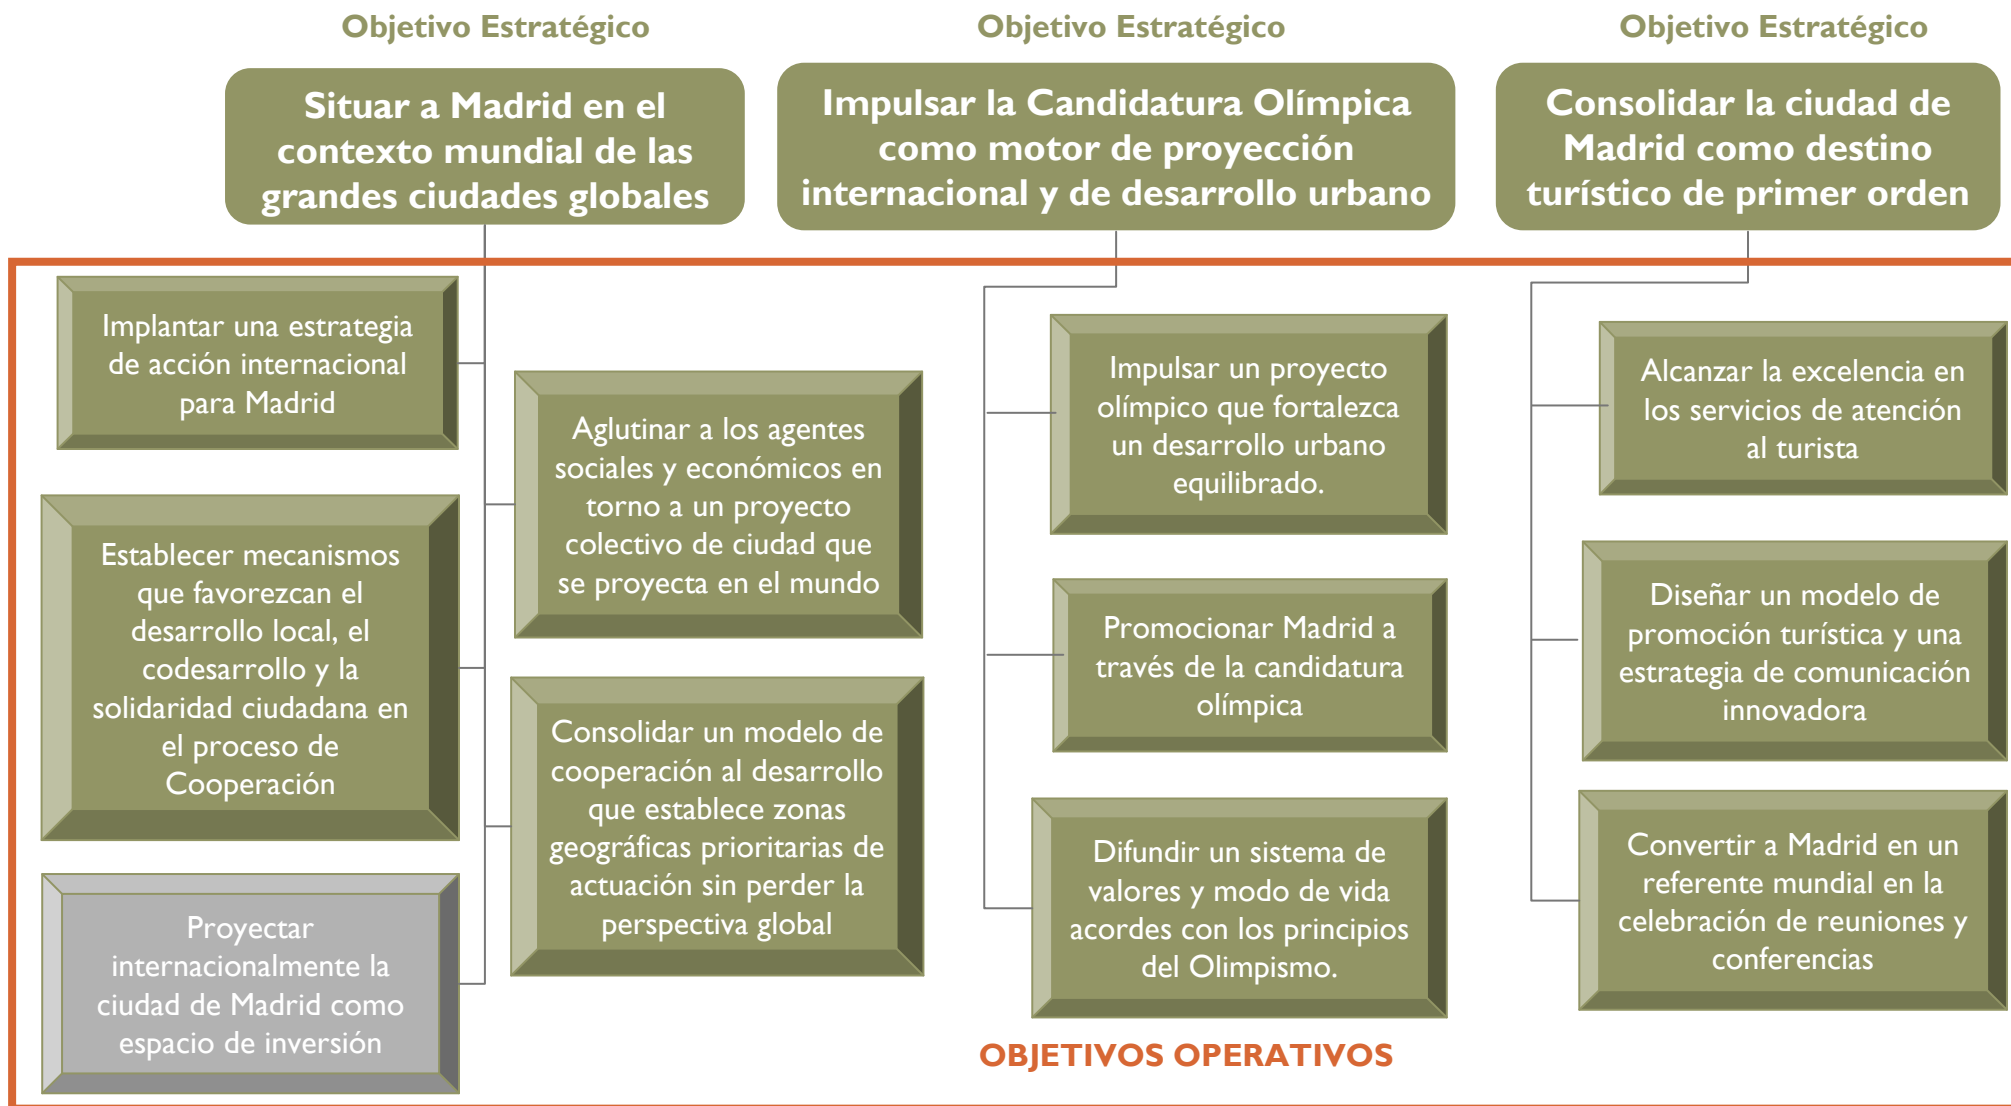 Objetivo Estratégico
Situar a Madrid en el
contexto mundial de las
grandes ciudades globales
Objetivo Estratégico
Impulsar la Candidatura Olímpica
como motor de proyección
internacional y de desarrollo urbano
Objetivo Estratégico
Consolidar la ciudad de
Madrid como destino
turístico de primer orden
Implantar una estrategia
de acción internacional
para Madrid
Aglutinar a los agentes
sociales y económicos en
torno a un proyecto
colectivo de ciudad que
se proyecta en el mundo
Establecer mecanismos
que favorezcan el
desarrollo local, el
codesarrollo y la
solidaridad ciudadana en
el proceso de
Cooperación
Consolidar un modelo de
cooperación al desarrollo
que establece zonas
geográficas prioritarias de
actuación sin perder la
perspectiva global
Proyectar
internacionalmente la
ciudad de Madrid como
espacio de inversión
Impulsar un proyecto
olímpico que fortalezca
un desarrollo urbano
equilibrado.
Promocionar Madrid a
través de la candidatura
olímpica
Difundir un sistema de
valores y modo de vida
acordes con los principios
del Olimpismo.
Alcanzar la excelencia en
los servicios de atención
al turista
Diseñar un modelo de
promoción turística y una
estrategia de comunicación
innovadora
Convertir a Madrid en un
referente mundial en la
celebración de reuniones y
conferencias
OBJETIVOS OPERATIVOS